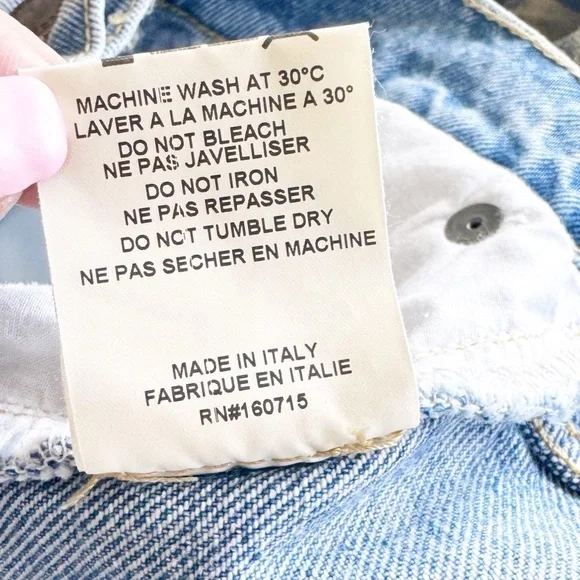 MACHINE WASH AT 30°C
LAVER A LA MACHINE A 30°
DO NOT BLEACH
NE PAS JAVELLISER
DO NOT IRON
NE PAS REPASSER
DO NOT TUMBLE DRY
NE PAS SECHER EN MACHINE
MADE IN ITALY
FABRIQUE EN ITALIE
RN#160715